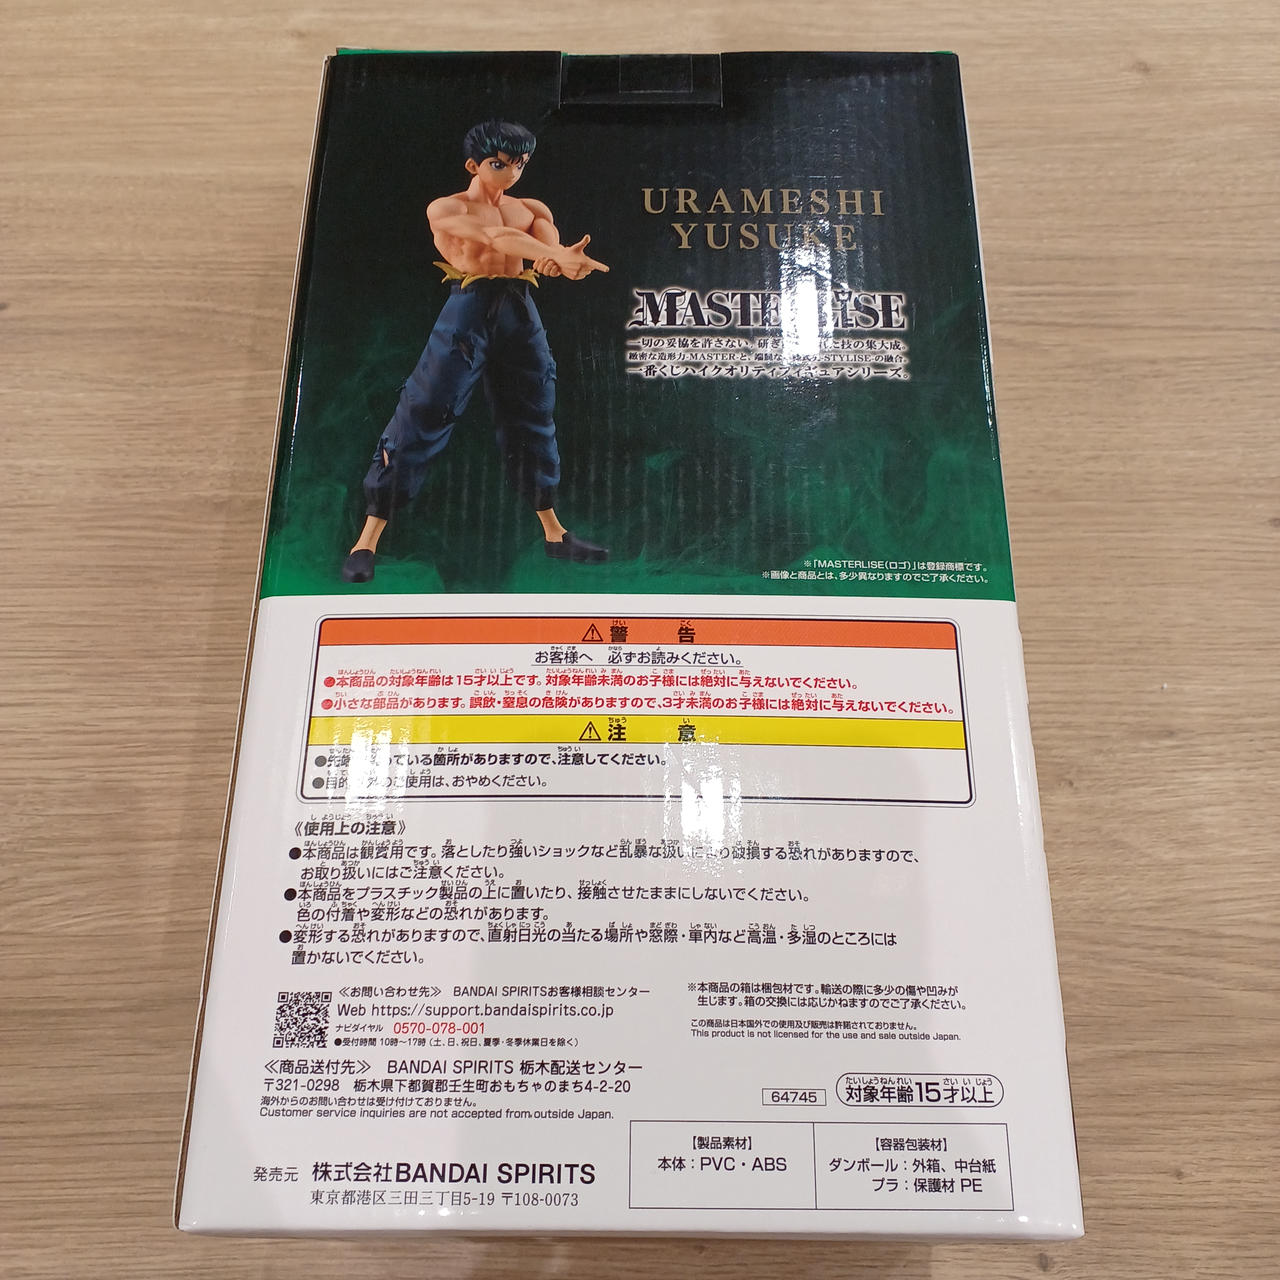 URAMESHI
YUSUKE
MASTERLISE
一切の妥協を許さない。研ぎ
た技の集大成。
緻密な造形力-MASTER-と、端麗な
様式美-STYLISE-の融合。
一番くじハイクオリティフィギュアシリーズ。
※「MASTERLISE(ロゴ)」は登録商標です。
※画像と商品とは、多少異なりますのでご了承ください。
⚠警告
お客様へ 必ずお読みください。
●本商品の対象年齢は15才以上です。対象年齢未満のお子様には絶対に与えないでください。
●小さな部品があります。誤飲・窒息の危険がありますので、3才未満のお子様には絶対に与えないでください。
⚠注意
●先端
っている箇所がありますので、注意してください。
●目的
のご使用は、おやめください。
《使用上の注意》
●本商品は観賞用です。落としたり強いショックなど乱暴な扱いにより破損する恐れがありますので、
お取り扱いにはご注意ください。
●本商品をプラスチック製品の上に置いたり、接触させたままにしないでください。
色の付着や変形などの恐れがあります。
●変形する恐れがありますので、直射日光の当たる場所や窓際・車内など高温・多湿のところには
置かないでください。
≪お問い合わせ先≫ BANDAI SPIRITSお客様相談センター
Web https://support.bandaispirits.co.jp
ナビダイヤル 0570-078-001
●受付時間 10時〜17時(土、日、祝日、夏季・冬季休業日を除く)
※本商品の箱は梱包材です。輸送の際に多少の傷や凹みが
生じます。箱の交換には応じかねますのでご了承ください。
この商品は日本国外での使用及び販売は許諾されておりません。
This product is not licensed for the use and sale outside Japan.
≪商品送付先≫ BANDAI SPIRITS 栃木配送センター
〒321-0298 栃木県下都賀郡壬生町おもちゃのまち4-2-20
海外からのお問い合わせは受け付けておりません。
Customer service inquiries are not accepted from outside Japan.
64745
対象年齢15才以上
発売元 株式会社BANDAI SPIRITS
東京都港区三田三丁目5-19 〒108-0073
【製品素材】
本体：PVC・ABS
【容器包装材】
ダンボール：外箱、中台紙
プラ：保護材 PE